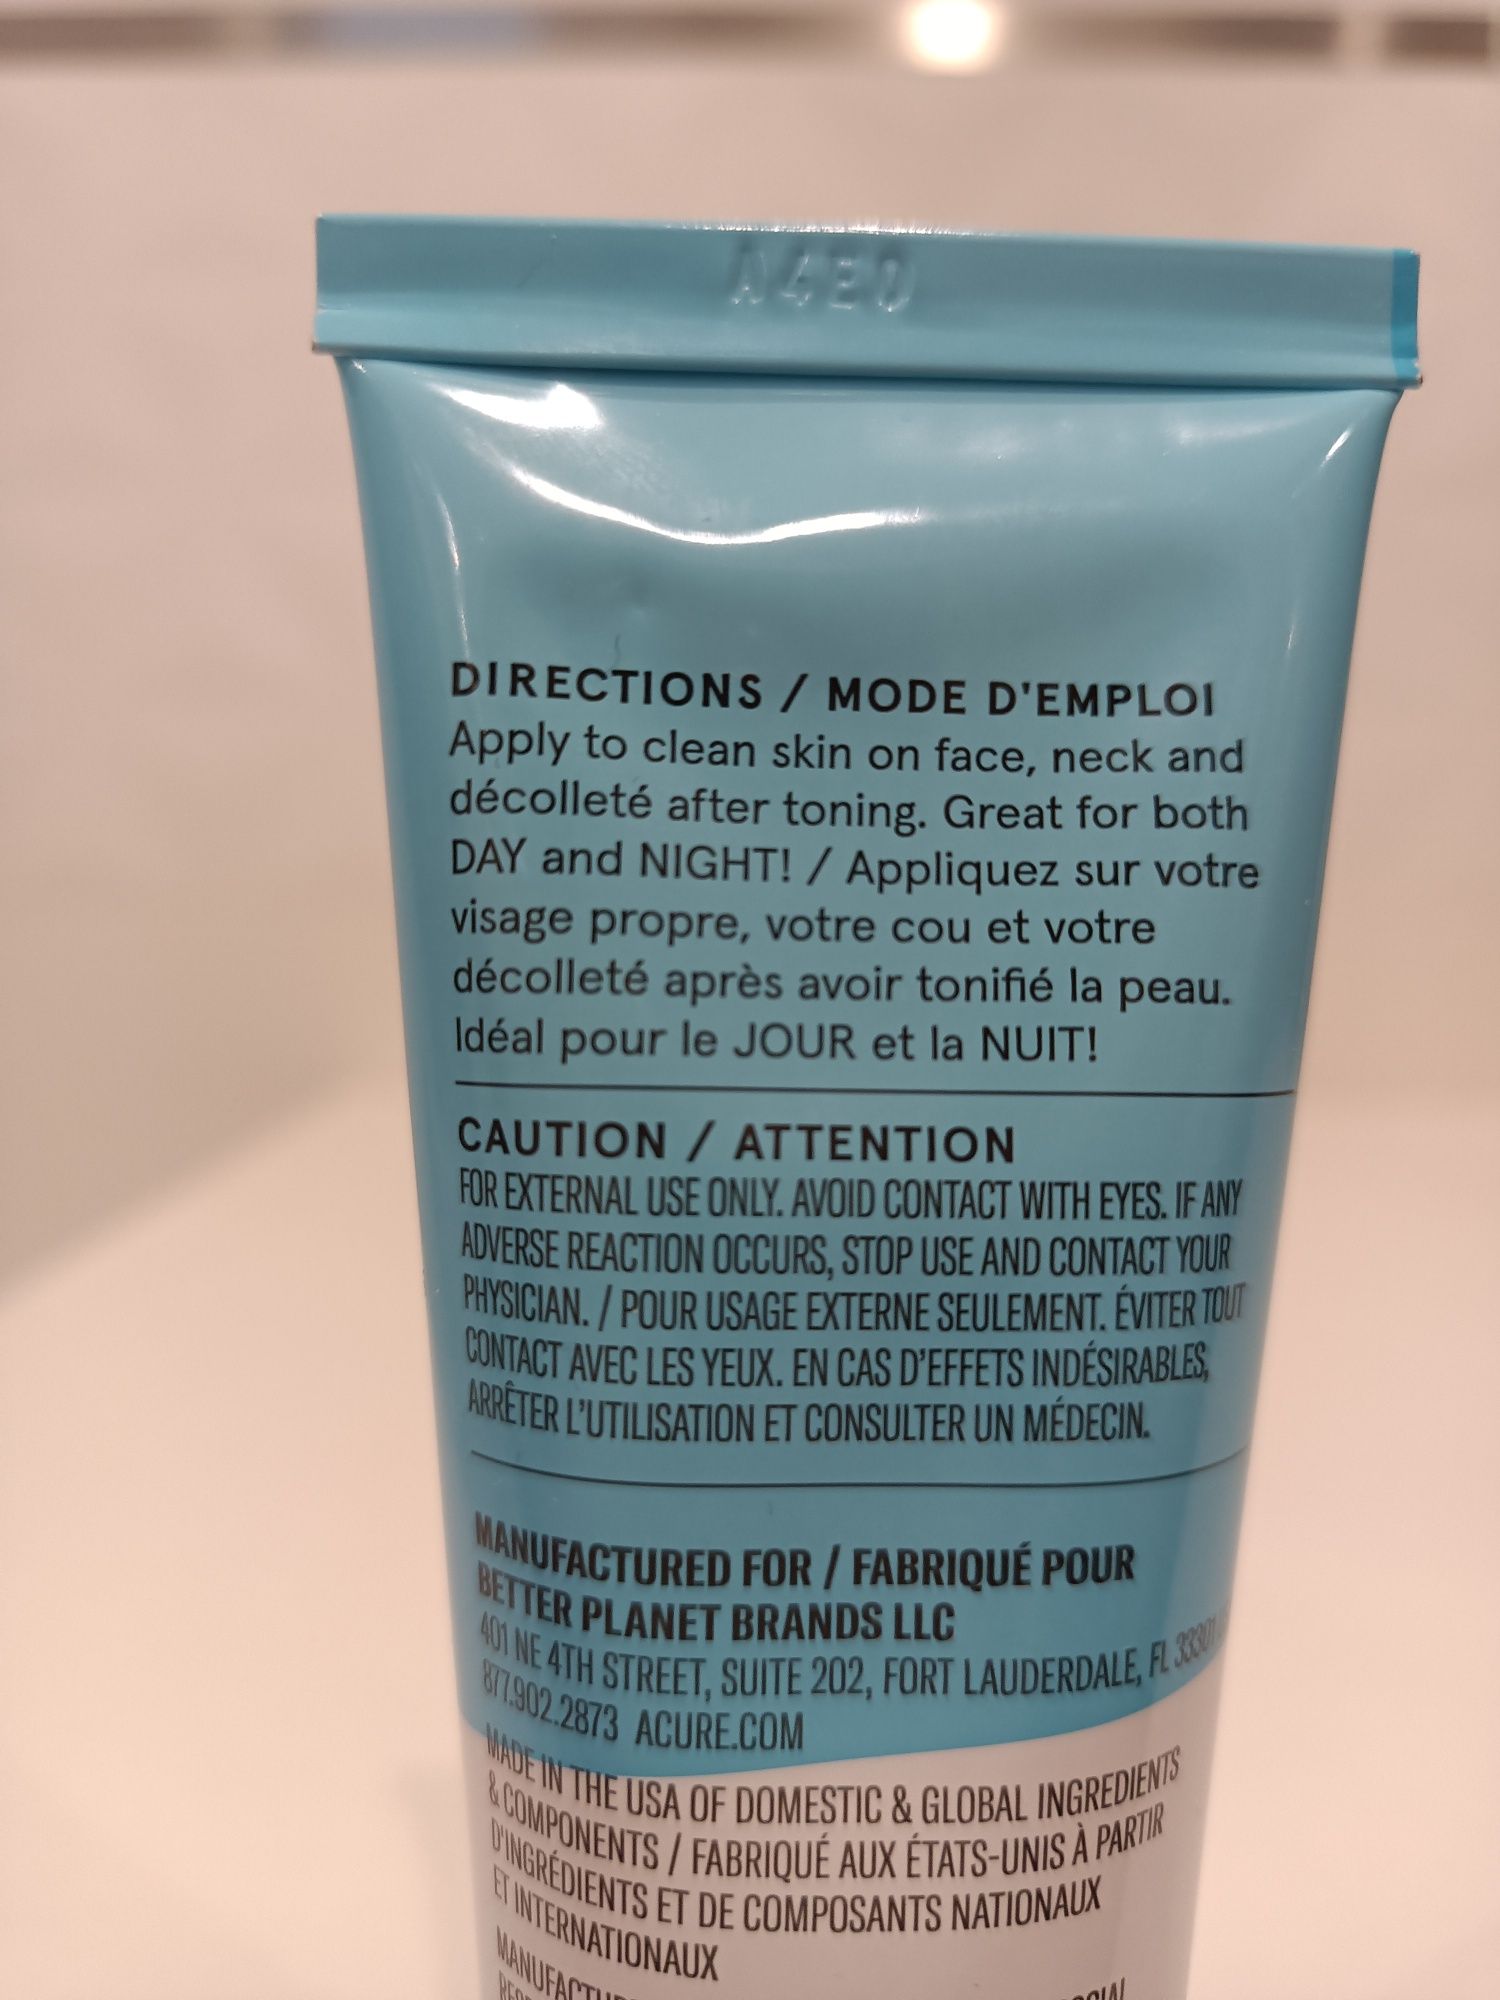 A4E0
DIRECTIONS / MODE D'EMPLOI
Apply to clean skin on face, neck and
décolleté after toning. Great for both
DAY and NIGHT! / Appliquez sur votre
visage propre, votre cou et votre
décolleté après avoir tonifié la peau.
Idéal pour le JOUR et la NUIT!
CAUTION / ATTENTION
FOR EXTERNAL USE ONLY. AVOID CONTACT WITH EYES. IF ANY
ADVERSE REACTION OCCURS, STOP USE AND CONTACT YOUR
PHYSICIAN. / POUR USAGE EXTERNE SEULEMENT. ÉVITER TOUT
CONTACT AVEC LES YEUX. EN CAS D'EFFETS INDÉSIRABLES,
ARRÊTER L'UTILISATION ET CONSULTER UN MÉDECIN.
MANUFACTURED FOR / FABRIQUÉ POUR
BETTER PLANET BRANDS LLC
401 NE 4TH STREET, SUITE 202, FORT LAUDERDALE, FL 33301
877.902.2873 ACURE.COM
MADE IN THE USA OF DOMESTIC & GLOBAL INGREDIENTS
& COMPONENTS / FABRIQUÉ AUX ÉTATS-UNIS À PARTIR
D'INGRÉDIENTS ET DE COMPOSANTS NATIONAUX
ET INTERNATIONAUX